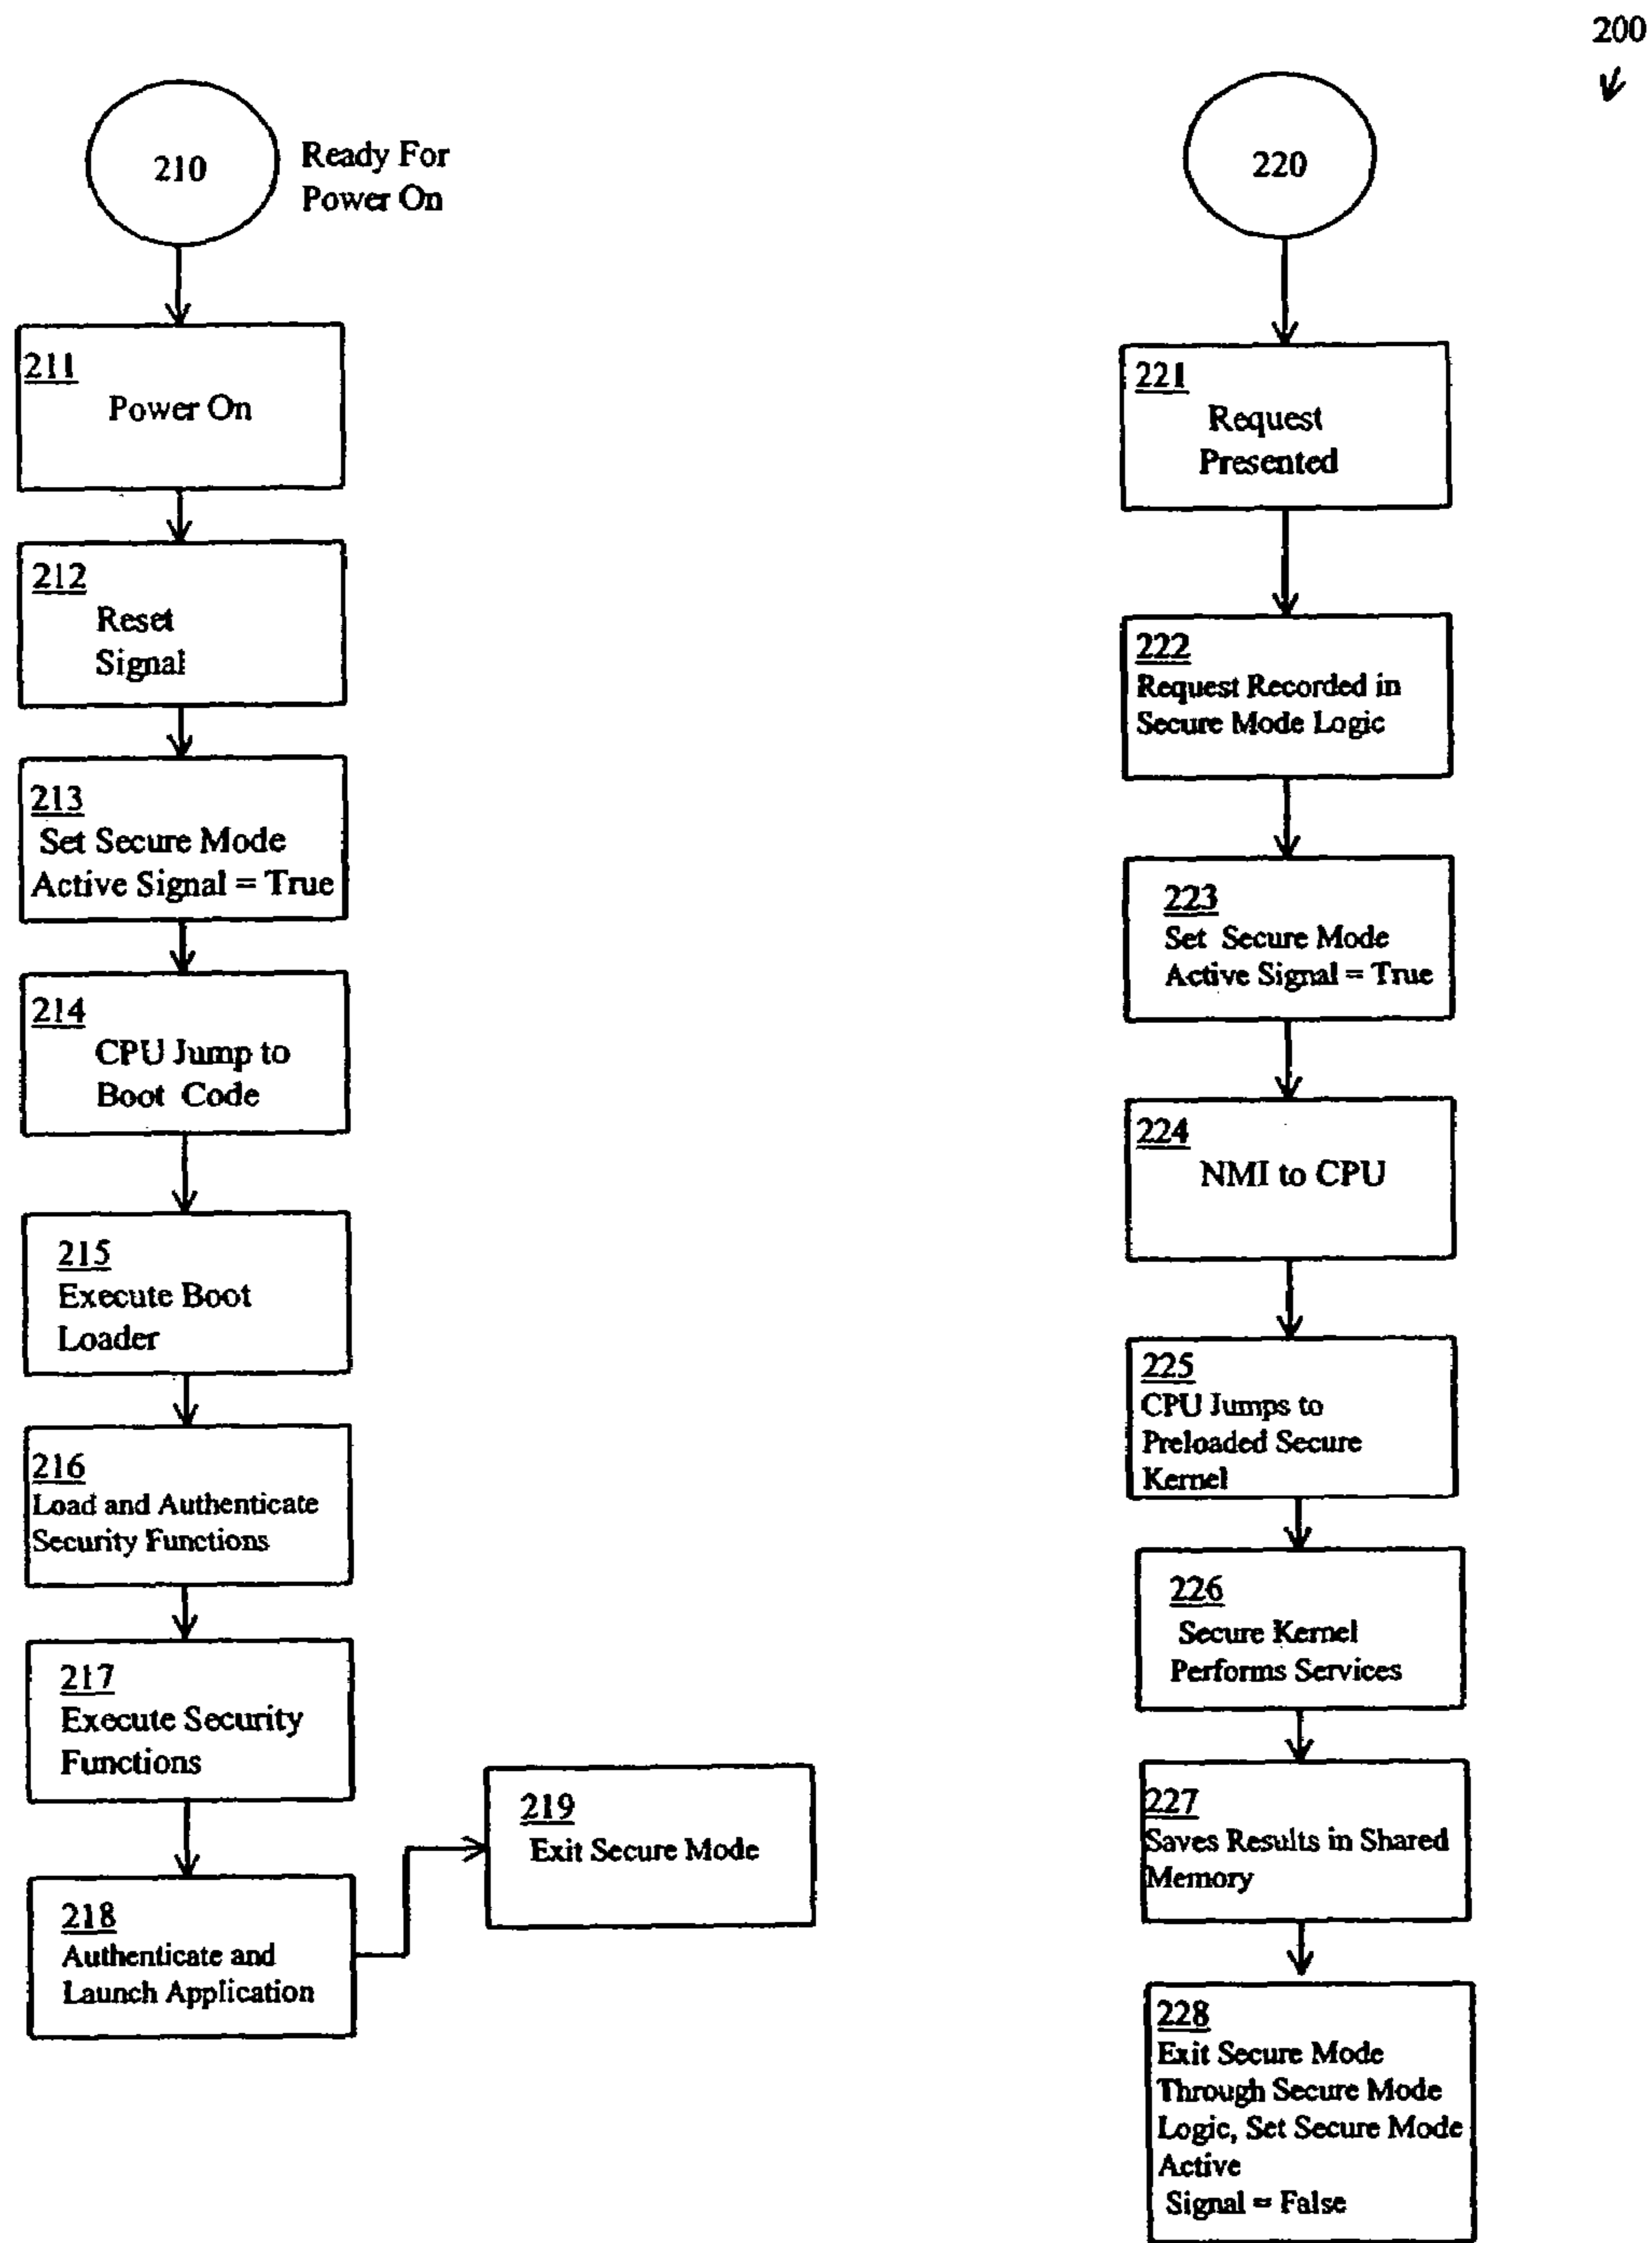 200
210
Ready For
Power On
211
Power On
212
Reset
Signal
213
Set Secure Mode
Active Signal = True
214
CPU Jump to
Boot Code
215
Execute Boot
Loader
216
Load and Authenticate
Security Functions
217
Execute Security
Functions
218
Authenticate and
Launch Application
219
Exit Secure Mode
220
221
Request
Presented
222
Request Recorded in
Secure Mode Logic
223
Set Secure Mode
Active Signal = True
224
NMI to CPU
225
CPU Jumps to
Preloaded Secure
Kernel
226
Secure Kernel
Performs Services
227
Saves Results in Shared
Memory
228
Exit Secure Mode
Through Secure Mode
Logic, Set Secure Mode
Active
Signal = False